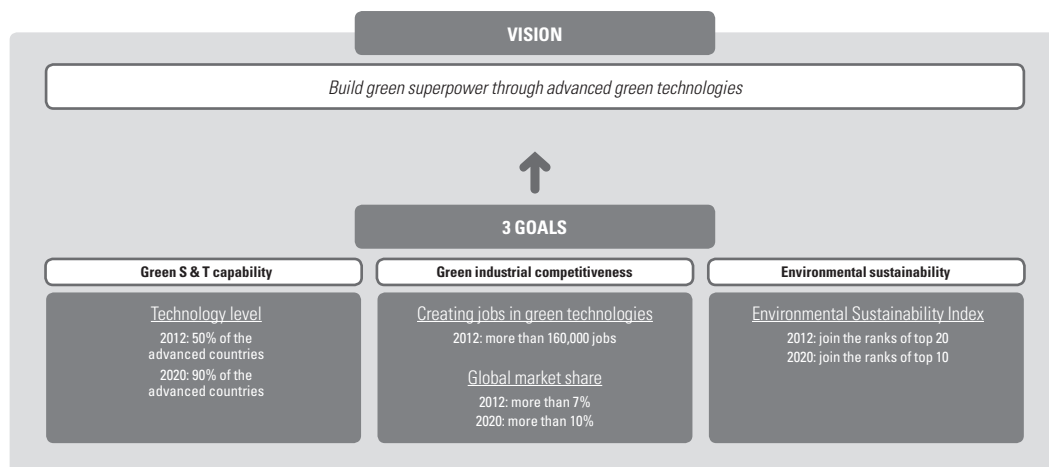 VISION
Build green superpower through advanced green technologies
3 GOALS
Green S & T capability
Technology level
2012: 50% of the
advanced countries
2020: 90% of the
advanced countries
Green industrial competitiveness
Creating jobs in green technologies
2012: more than 160,000 jobs
Global market share
2012: more than 7%
2020: more than 10%
Environmental sustainability
Environmental Sustainability Index
2012: join the ranks of top 20
2020: join the ranks of top 10